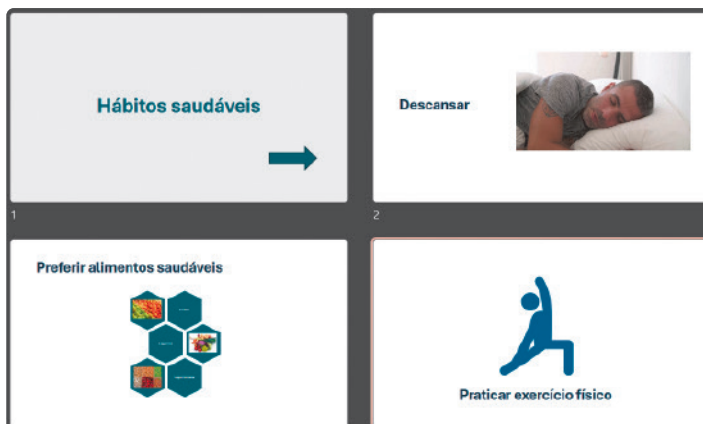 Hábitos saudáveis
1
Descansar
2
Preferir alimentos saudáveis
Praticar exercício físico